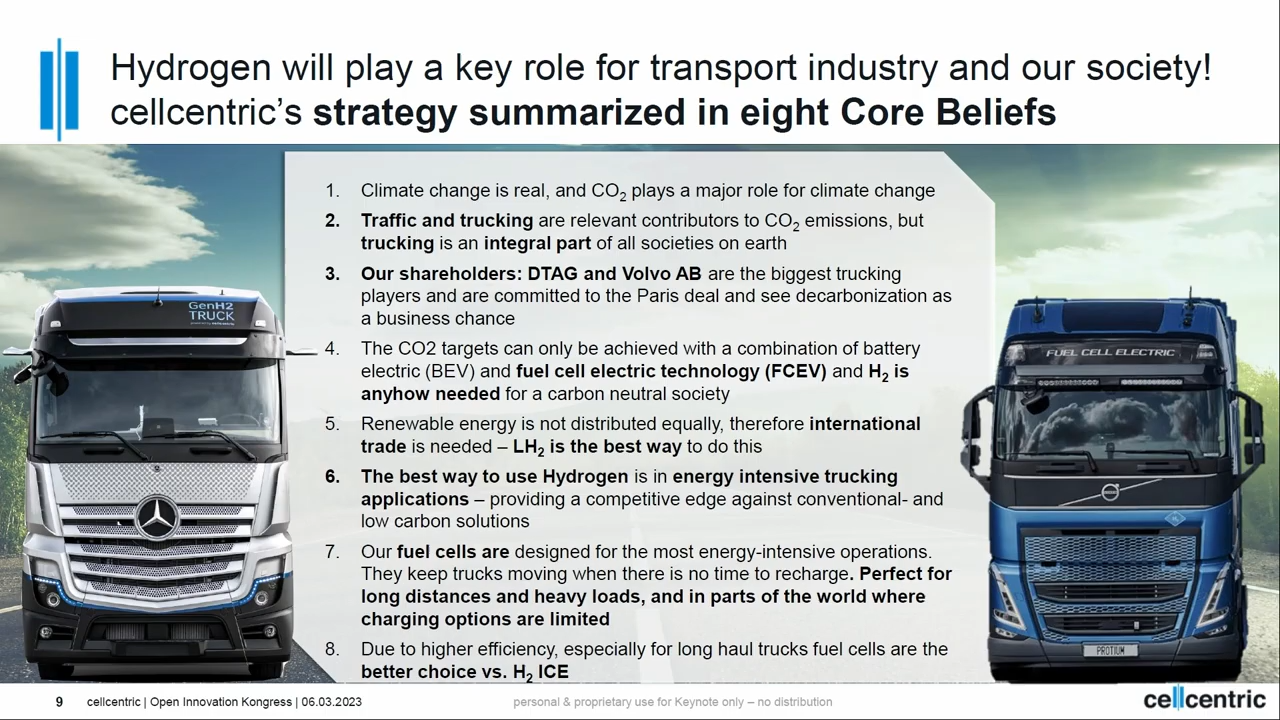 Hydrogen will play a key role for transport industry and our society!
cellcentric's strategy summarized in eight Core Beliefs
1. Climate change is real, and CO₂ plays a major role for climate change
2. Traffic and trucking are relevant contributors to CO₂ emissions, but
trucking is an integral part of all societies on earth
3. Our shareholders: DTAG and Volvo AB are the biggest trucking
players and are committed to the Paris deal and see decarbonization as
a business chance
4. The CO2 targets can only be achieved with a combination of battery
electric (BEV) and fuel cell electric technology (FCEV) and H₂ is
anyhow needed for a carbon neutral society
5. Renewable energy is not distributed equally, therefore international
trade is needed – LH₂ is the best way to do this
6. The best way to use Hydrogen is in energy intensive trucking
applications – providing a competitive edge against conventional- and
low carbon solutions
7. Our fuel cells are designed for the most energy-intensive operations.
They keep trucks moving when there is no time to recharge. Perfect for
long distances and heavy loads, and in parts of the world where
charging options are limited
8. Due to higher efficiency, especially for long haul trucks fuel cells are the
better choice vs. H₂ ICE
GenH2
TRUCK
FUEL CELL ELECTRIC
PROTIUM
9 cellcentric | Open Innovation Kongress | 06.03.2023
personal & proprietary use for Keynote only – no distribution
cellcentric